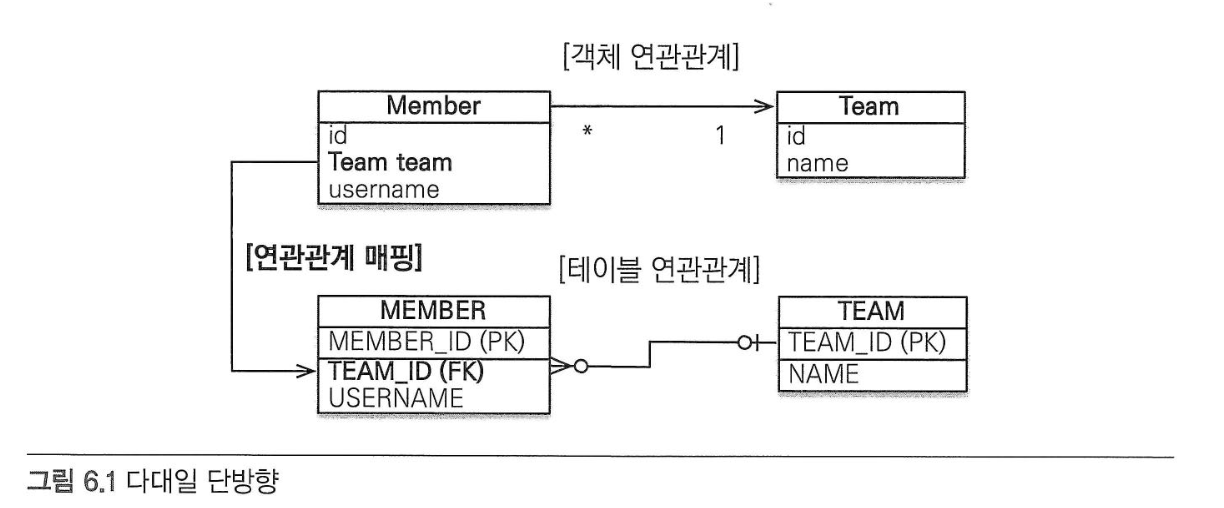 [객체 연관관계]
Member
id
Team team
username
* 1
Team
id
name
[연관관계 매핑]
[테이블 연관관계]
MEMBER
MEMBER_ID (PK)
TEAM_ID (FK)
USERNAME
TEAM
TEAM_ID (PK)
NAME
그림 6.1 다대일 단방향